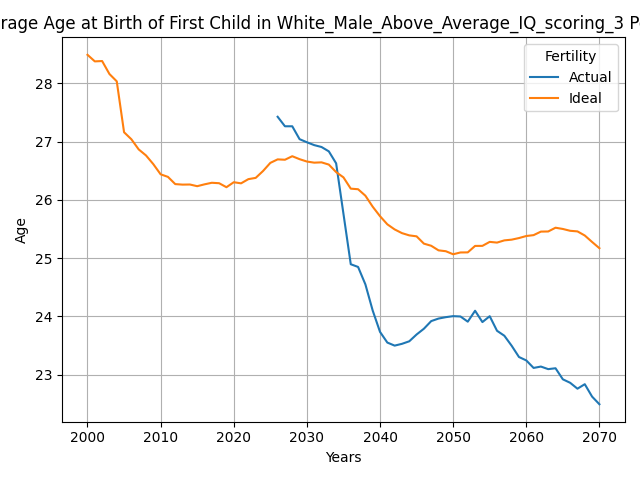 rage Age at Birth of First Child in White_Male_Above_Average_IQ_scoring_3 P
Fertility
Actual
Ideal
Age
28
27
26
25
24
23
2000 2010 2020 2030 2040 2050 2060 2070
Years